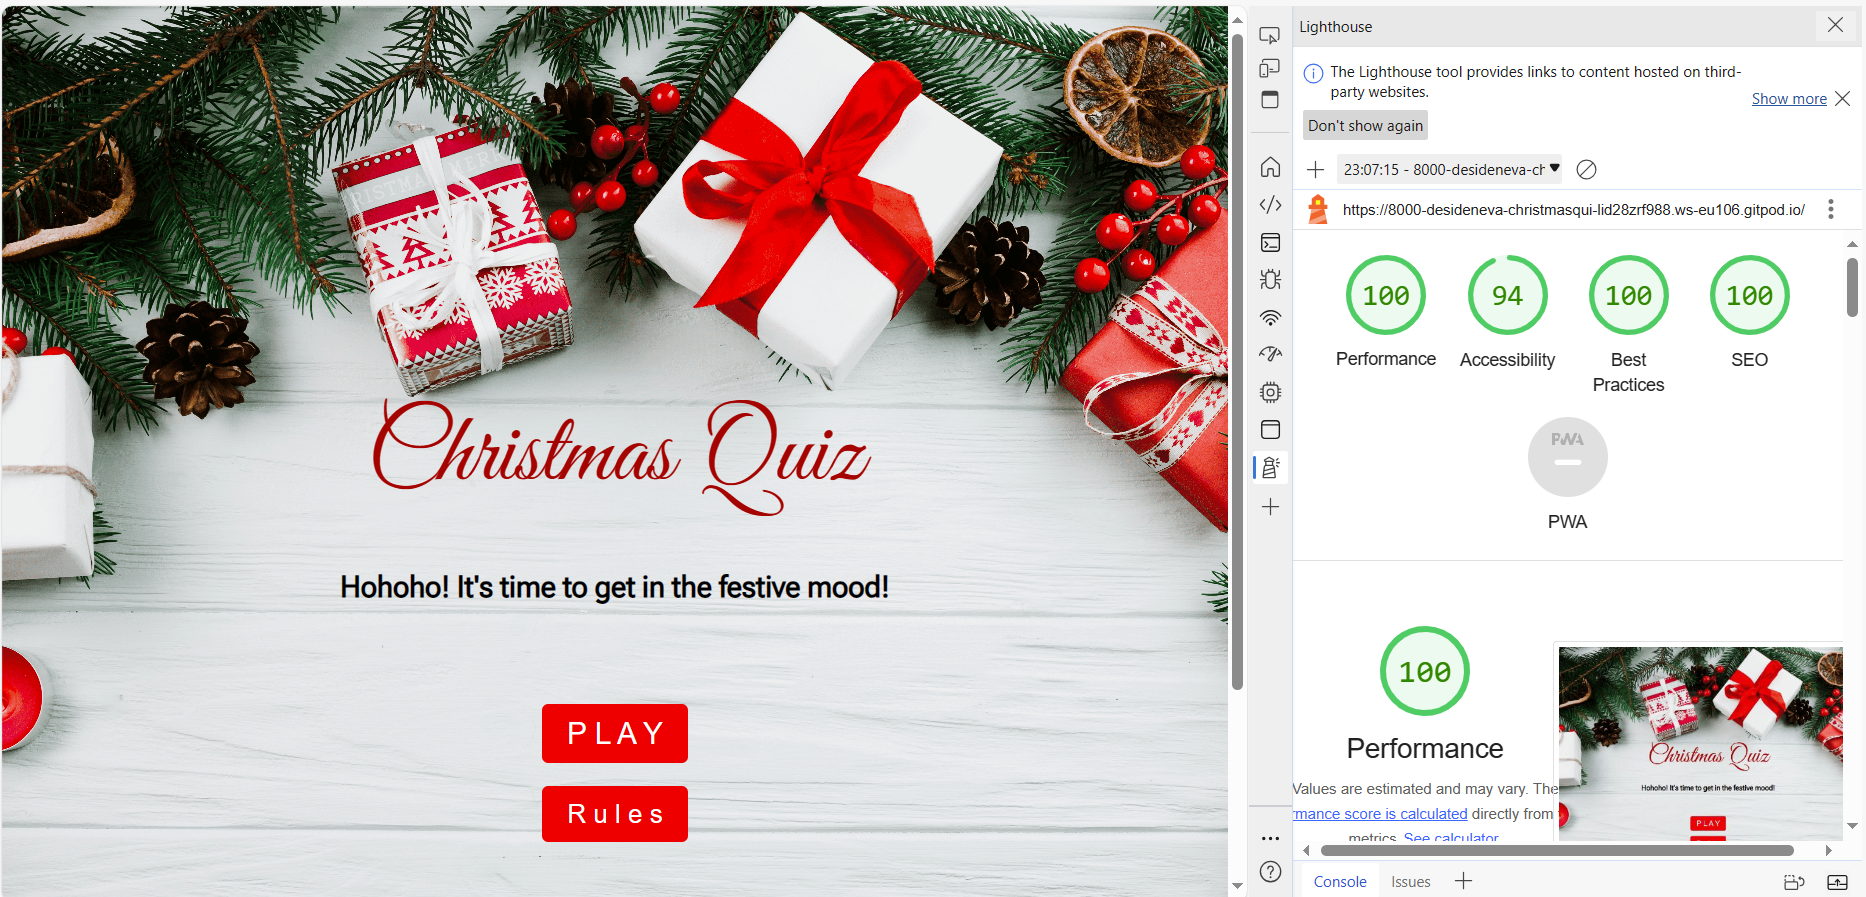 Christmas Quiz
Hohoho! It's time to get in the festive mood!
PLAY
Rules
Lighthouse
The Lighthouse tool provides links to content hosted on third-
party websites.
Show more
Don't show again
23:07:15 - 8000-desideneva-ch
https://8000-desideneva-christmasqui-lid28zrf988.ws-eu106.gitpod.io/
100
94
100
100
Performance
Accessibility
Best
Practices
SEO
PWA
PWA
100
Performance
Values are estimated and may vary. The
rmance score is calculated directly from
metrics. See calculator
Christmas Quiz
Hohoho! It's time to get in the festive mood!
PLAY
Console
Issues